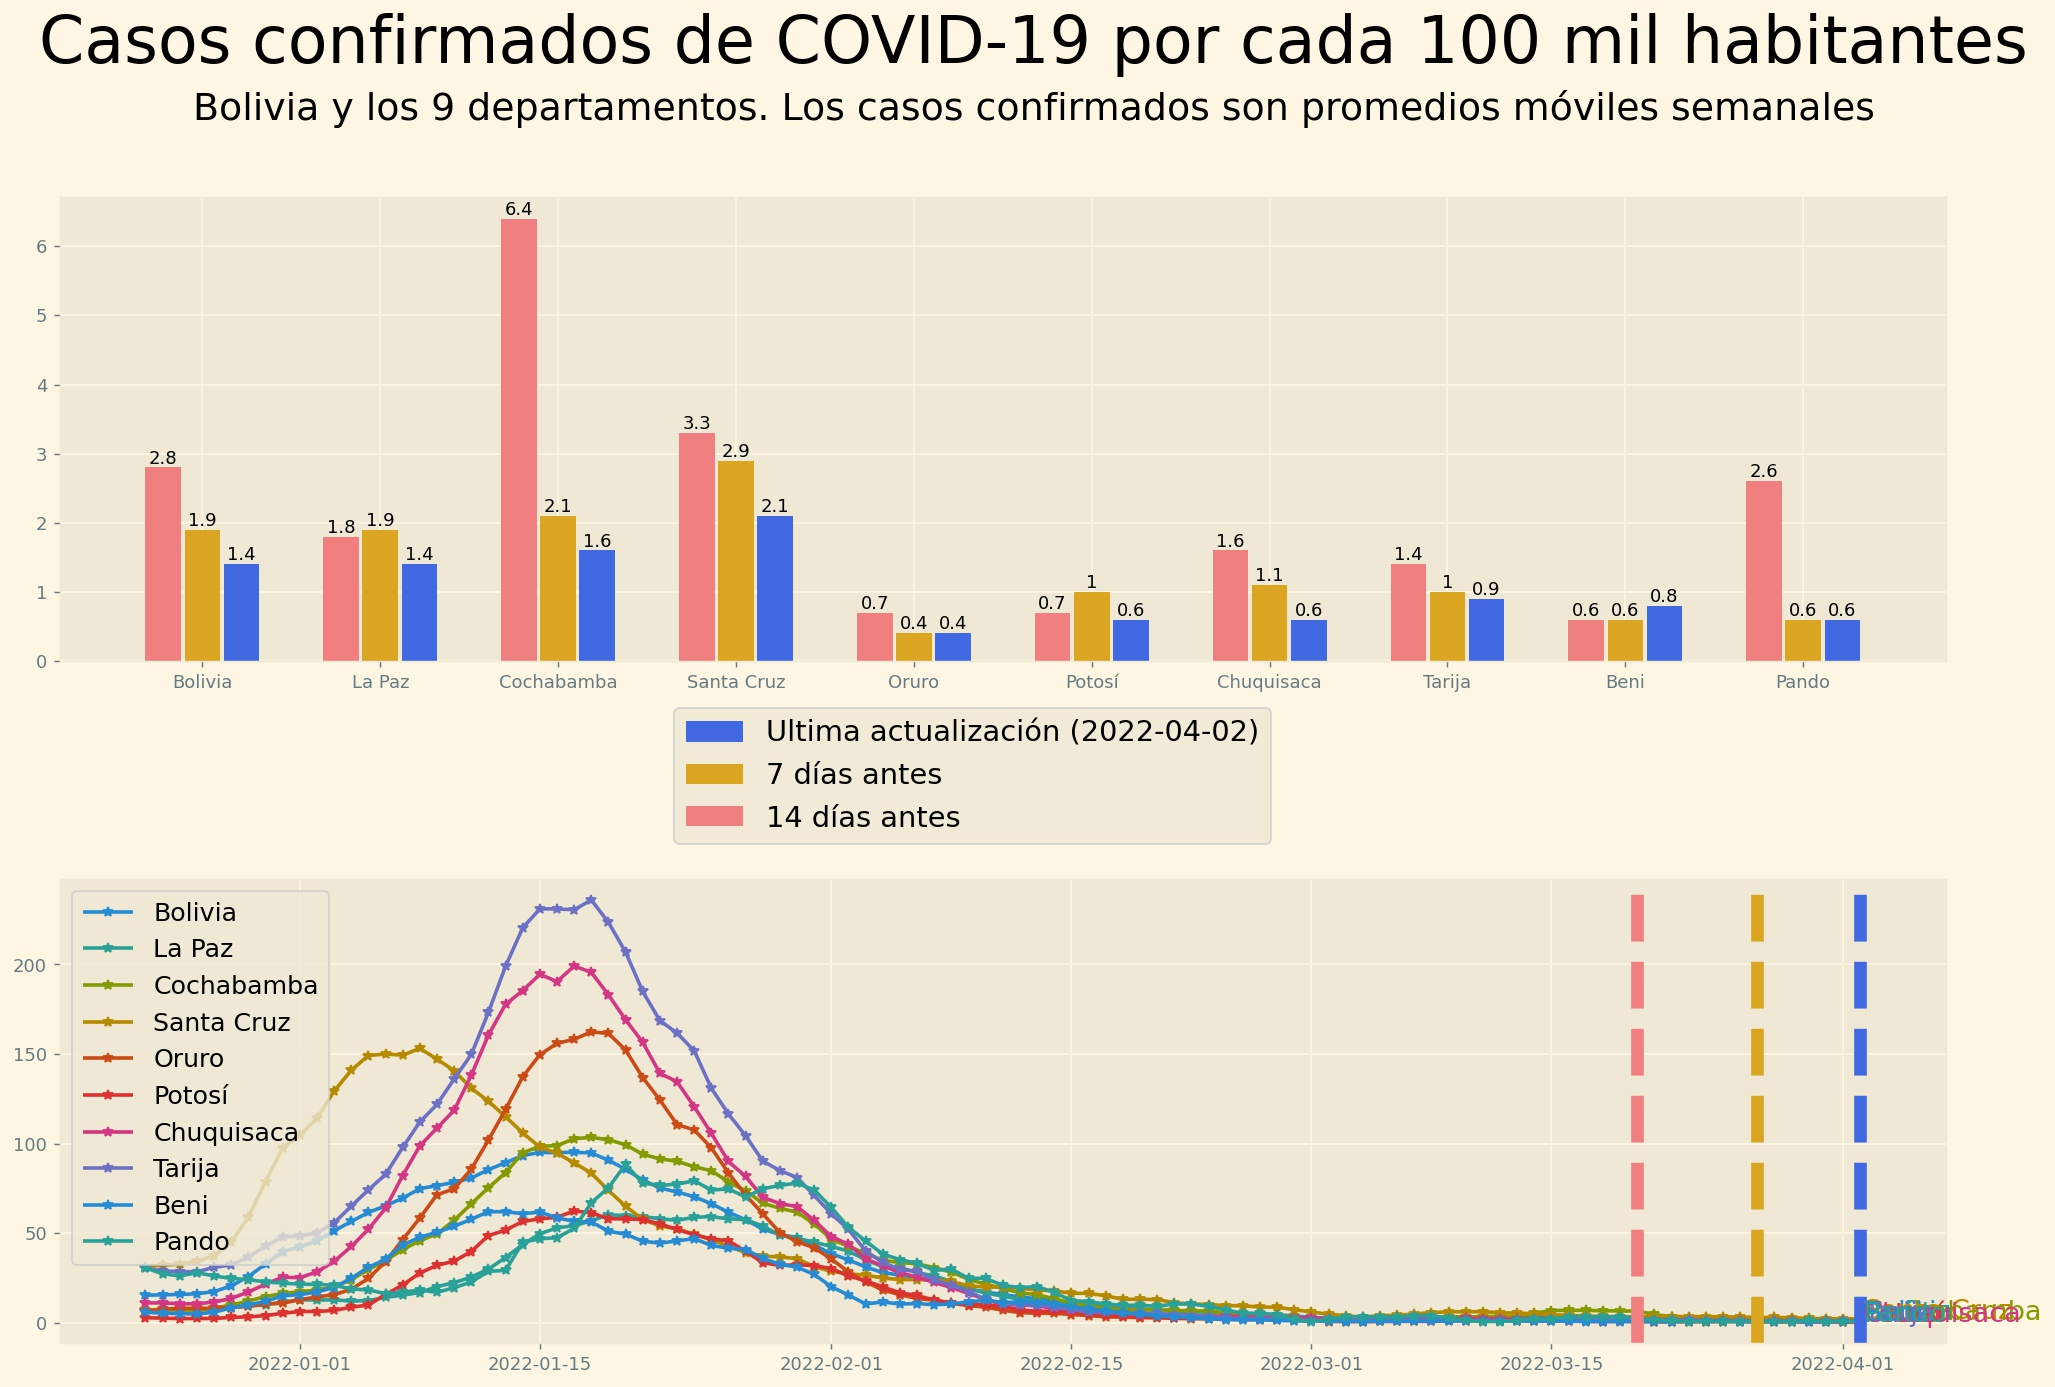 Casos confirmados de COVID-19 por cada 100 mil habitantes
Bolivia y los 9 departamentos. Los casos confirmados son promedios móviles semanales
6
5
4
3
2
1
0
2.8 1.9 1.4
1.8 1.9 1.4
6.4 2.1 1.6
3.3 2.9 2.1
0.7 0.4 0.4
0.7 1 0.6
1.6 1.1 0.6
1.4 1 0.9
0.6 0.6 0.8
2.6 0.6 0.6
Bolivia La Paz Cochabamba Santa Cruz Oruro Potosí Chuquisaca Tarija Beni Pando
Ultima actualización (2022-04-02)
7 días antes
14 días antes
Bolivia
La Paz
Cochabamba
Santa Cruz
Oruro
Potosí
Chuquisaca
Tarija
Beni
Pando
200
150
100
50
0
2022-01-01 2022-01-15 2022-02-01 2022-02-15 2022-03-01 2022-03-15 2022-04-01